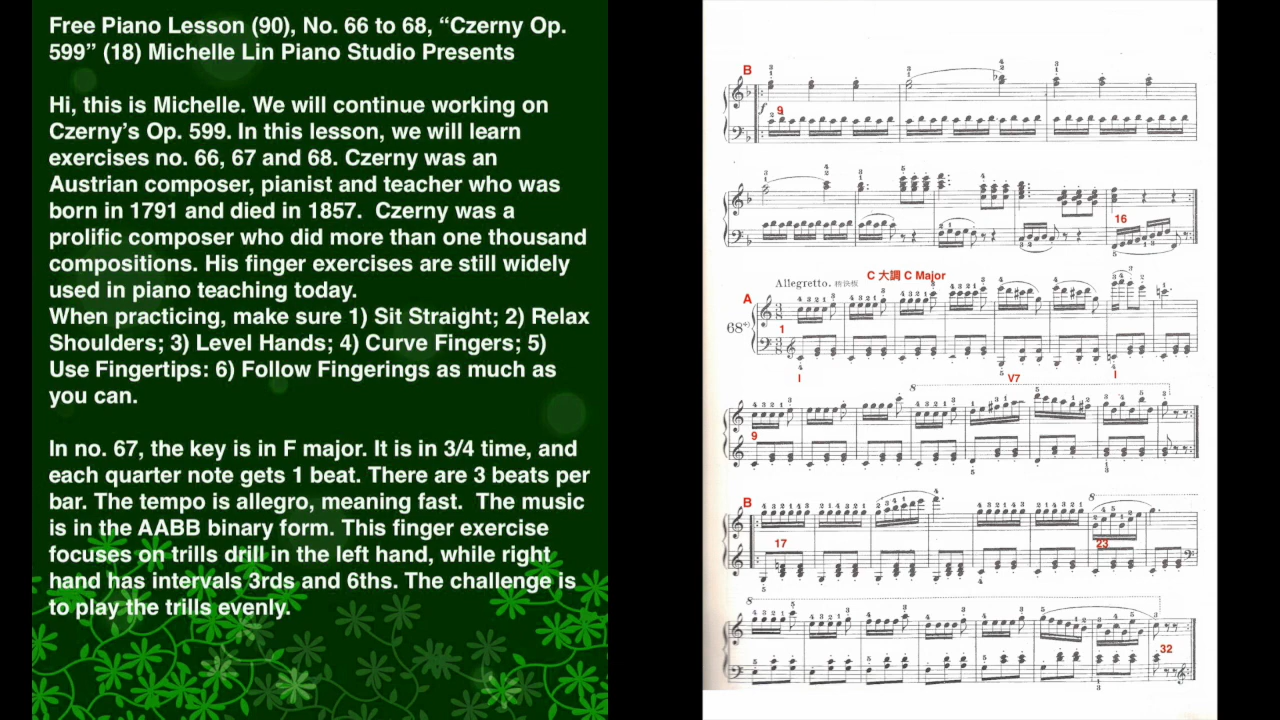 Free Piano Lesson (90), No. 66 to 68, “Czerny Op.
599” (18) Michelle Lin Piano Studio Presents
Hi, this is Michelle. We will continue working on
Czerny’s Op. 599. In this lesson, we will learn
exercises no. 66, 67 and 68. Czerny was an
Austrian composer, pianist and teacher who was
born in 1791 and died in 1857. Czerny was a
prolific composer who did more than one thousand
compositions. His finger exercises are still widely
used in piano teaching today.
When practicing, make sure 1) Sit Straight; 2) Relax
Shoulders; 3) Level Hands; 4) Curve Fingers; 5)
Use Fingertips: 6) Follow Fingerings as much as
you can.
No. 67, the key is in F major. It is in 3/4 time, and
each quarter note gets 1 beat. There are 3 beats per
bar. The tempo is allegro, meaning fast. The music
is in the AABB binary form. This finger exercise
focuses on trills drill in the left hand, while right
hand has intervals 3rds and 6ths. The challenge is
to play the trills evenly.
B
9
16
C 大調 C Major
Allegretto. 稍快板
A
68
1
I V7 I
8
9
B
8
17
23
8
32